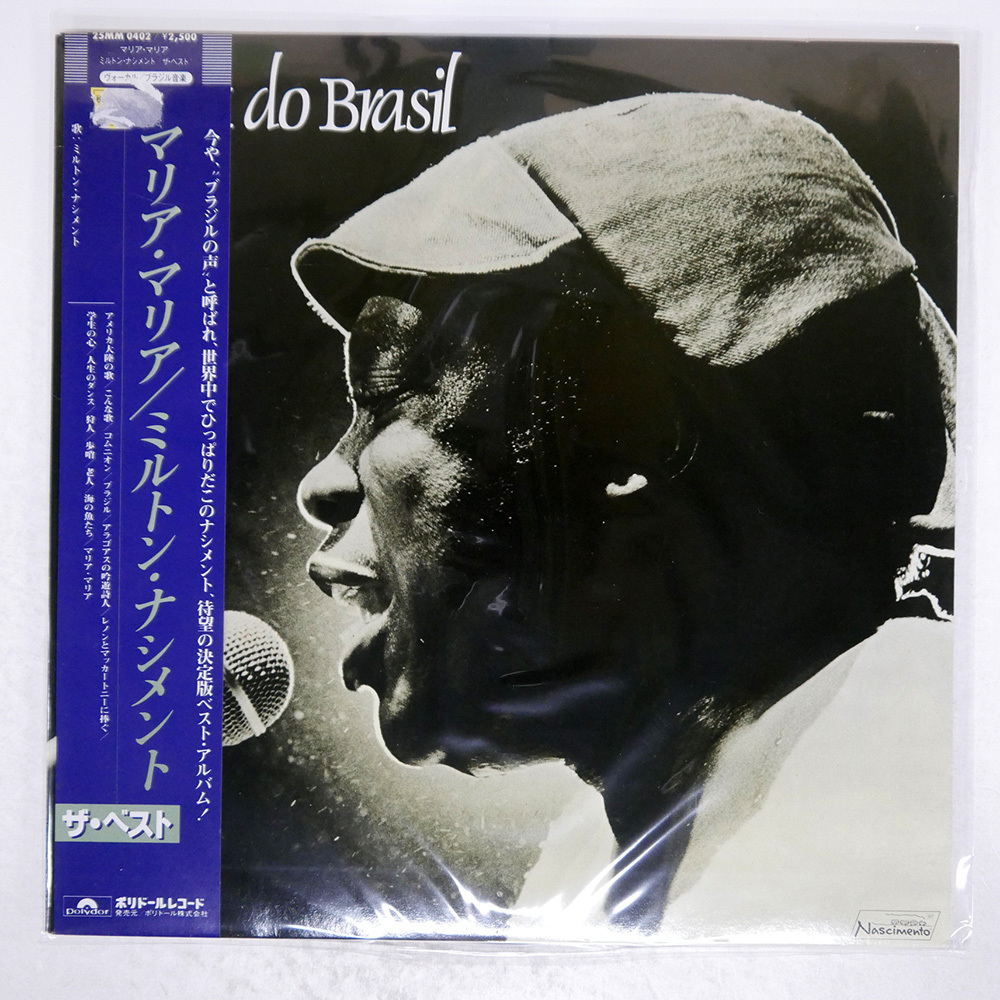 25MM 0402 / ¥2,500
マリア・マリア
ミルトン・ナシメント ザ・ベスト
ヴォーカル/ブラジル音楽
do Brasil
今や、“ブラジルの声”と呼ばれ、世界中でひっぱりだこのナシメント、待望の決定版ベスト・アルバム!
マリア・マリア/ミルトン・ナシメント
歌:ミルトン・ナシメント
アメリカ大陸の歌/こんな歌/コムニオン/ブラジル/アラゴアスの吟遊詩人/レノンとマッカートニーに捧ぐ/
学生の心/人生のダンス/狩人/歩哨/老人/海の魚たち/マリア・マリア
ザ・ベスト
polydor
ポリドールレコード
発売元 ポリドール株式会社
Nascimento